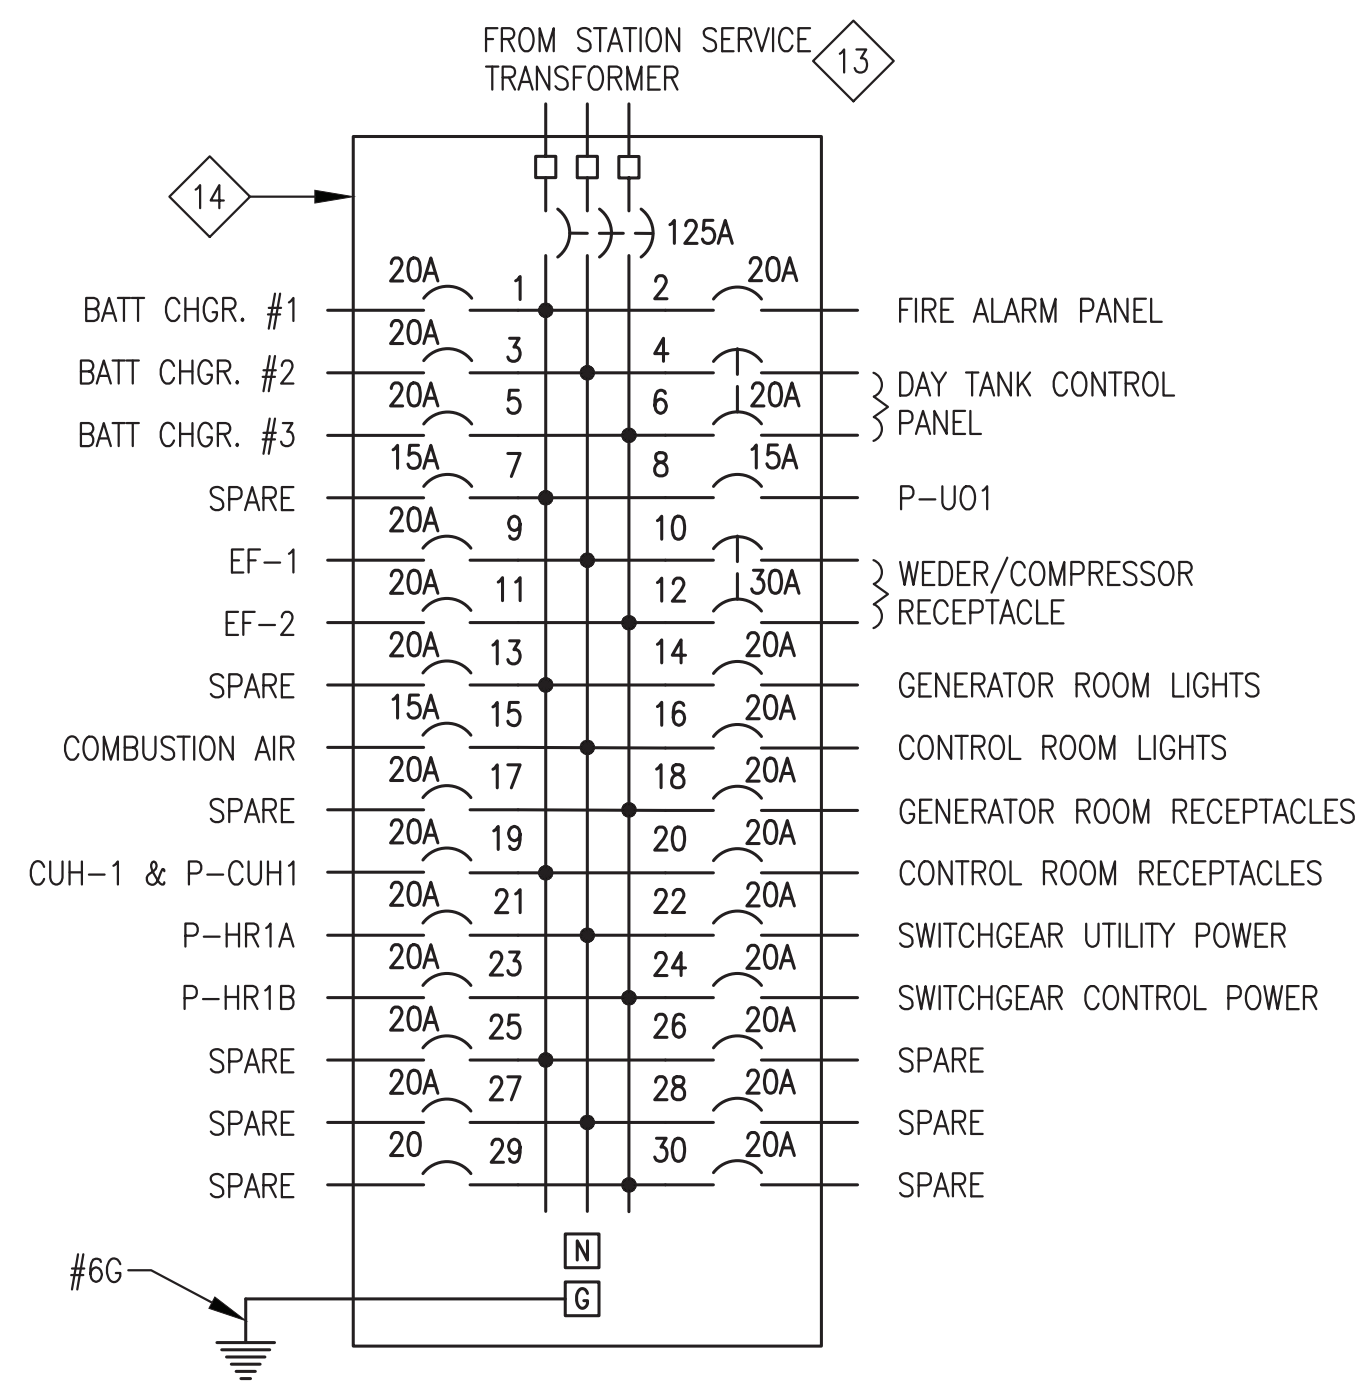 FROM STATION SERVICE
TRANSFORMER
13
14
125A
20A 1 2 20A
BATT CHGR. #1 FIRE ALARM PANEL
20A 3 4
BATT CHGR. #2 DAY TANK CONTROL
20A 5 6 20A
BATT CHGR. #3 PANEL
15A 7 8 15A
SPARE P-UO1
20A 9 10
EF-1 WEDER/COMPRESSOR
20A 11 12 30A
EF-2 RECEPTACLE
20A 13 14 20A
SPARE GENERATOR ROOM LIGHTS
15A 15 16 20A
COMBUSTION AIR CONTROL ROOM LIGHTS
20A 17 18 20A
SPARE GENERATOR ROOM RECEPTACLES
20A 19 20 20A
CUH-1 & P-CUH1 CONTROL ROOM RECEPTACLES
20A 21 22 20A
P-HR1A SWITCHGEAR UTILITY POWER
20A 23 24 20A
P-HR1B SWITCHGEAR CONTROL POWER
20A 25 26 20A
SPARE SPARE
20A 27 28 20A
SPARE SPARE
20 29 30 20A
SPARE SPARE
N
#6G
G